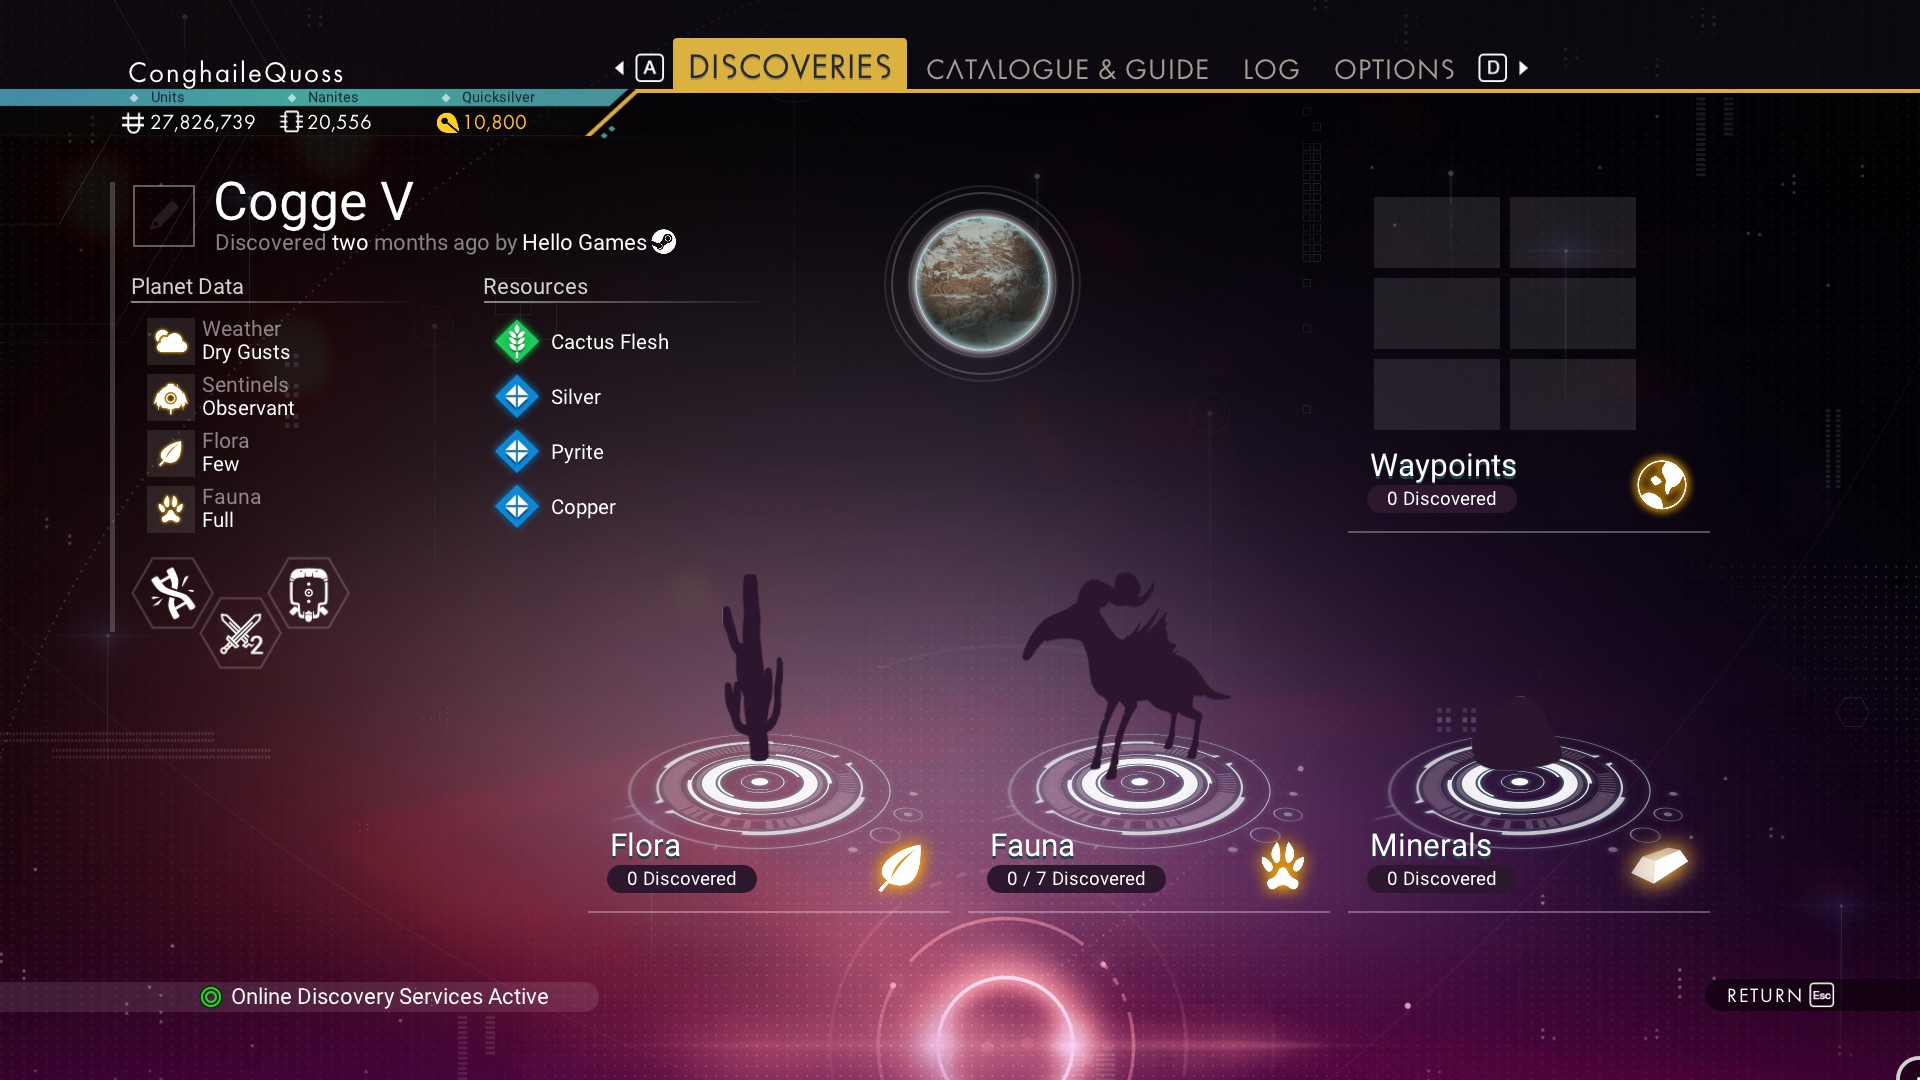 ConghaileQuoss
Units Nanites Quicksilver
27,826,739 20,556 10,800
A DISCOVERIES CATALOGUE & GUIDE LOG OPTIONS D
Cogge V
Discovered two months ago by Hello Games
Planet Data
Weather
Dry Gusts
Sentinels
Observant
Flora
Few
Fauna
Full
2
Resources
Cactus Flesh
Silver
Pyrite
Copper
Waypoints
0 Discovered
Flora
0 Discovered
Fauna
0 / 7 Discovered
Minerals
0 Discovered
Online Discovery Services Active
RETURN Esc